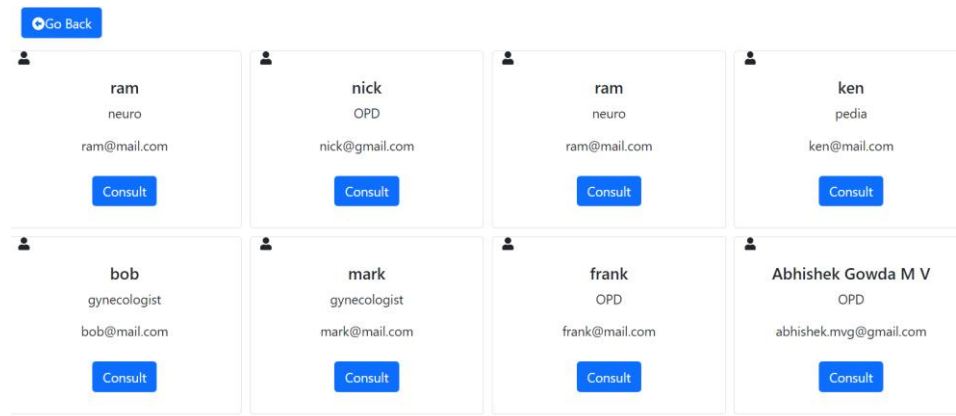 Go Back
ram
neuro
ram@mail.com
Consult
nick
OPD
nick@gmail.com
Consult
ram
neuro
ram@mail.com
Consult
ken
pedia
ken@mail.com
Consult
bob
gynecologist
bob@mail.com
Consult
mark
gynecologist
mark@mail.com
Consult
frank
OPD
frank@mail.com
Consult
Abhishek Gowda M V
OPD
abhishek.mvg@gmail.com
Consult